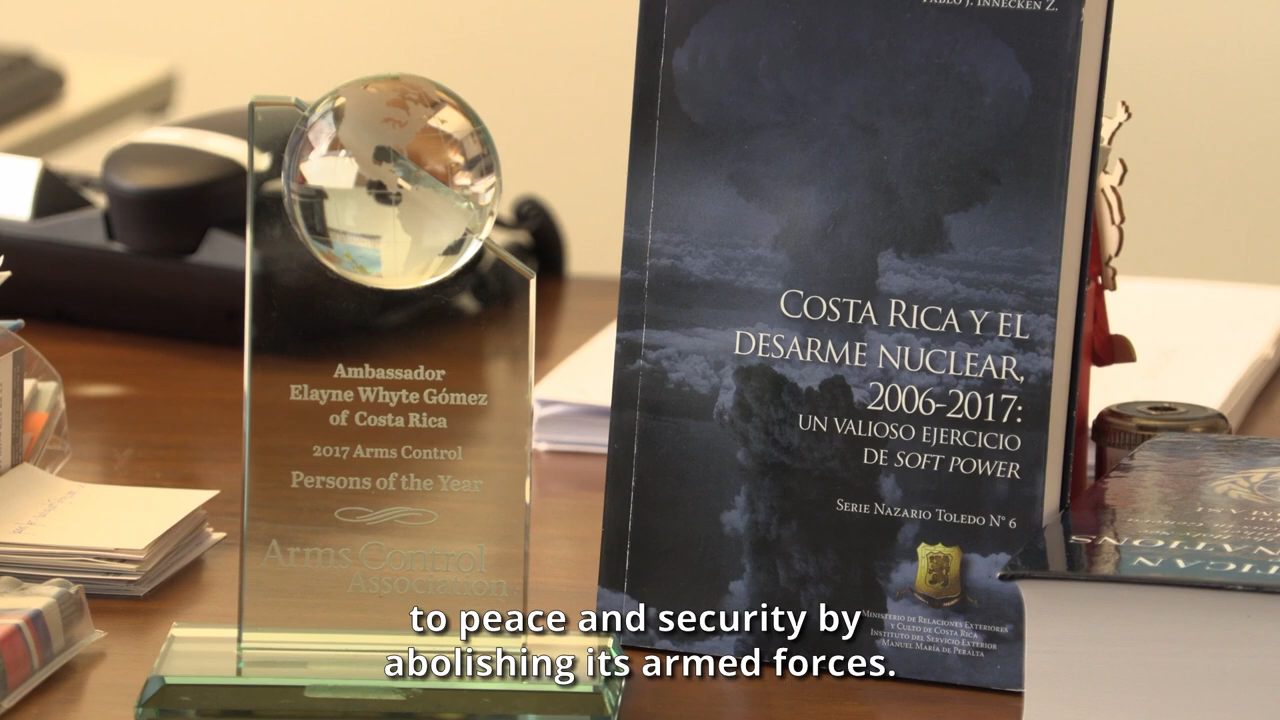 Ambassador
Elayne Whyte Gómez
of Costa Rica
2017 Arms Control
Persons of the Year
Arms Control
Association
PABLO J. INNECKEN Z.
COSTA RICA Y EL
DESARME NUCLEAR,
2006-2017:
UN VALIOSO EJERCICIO
DE SOFT POWER
SERIE NAZARIO TOLEDO N° 6
MINISTERIO DE RELACIONES EXTERIORES
Y CULTO DE COSTA RICA
INSTITUTO DEL SERVICIO EXTERIOR
MANUEL MARÍA DE PERALTA
to peace and security by
abolishing its armed forces.